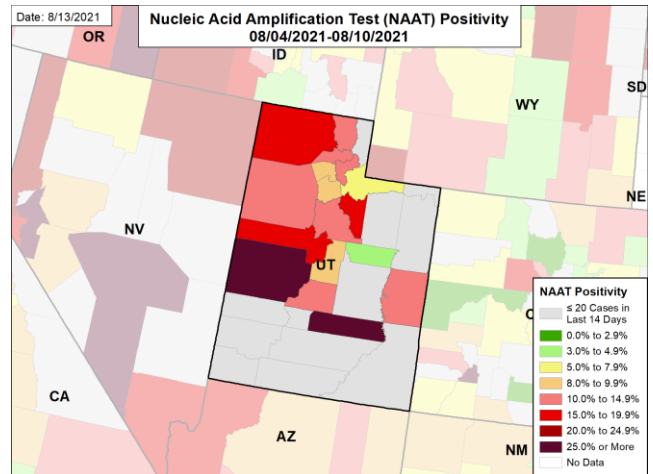 Date: 8/13/2021
Nucleic Acid Amplification Test (NAAT) Positivity
08/04/2021-08/10/2021
OR
ID
SD
WY
NE
NV
UT
CA
AZ
NM
C
NAAT Positivity
≤ 20 Cases in
Last 14 Days
0.0% to 2.9%
3.0% to 4.9%
5.0% to 7.9%
8.0% to 9.9%
10.0% to 14.9%
15.0% to 19.9%
20.0% to 24.9%
25.0% or More
No Data